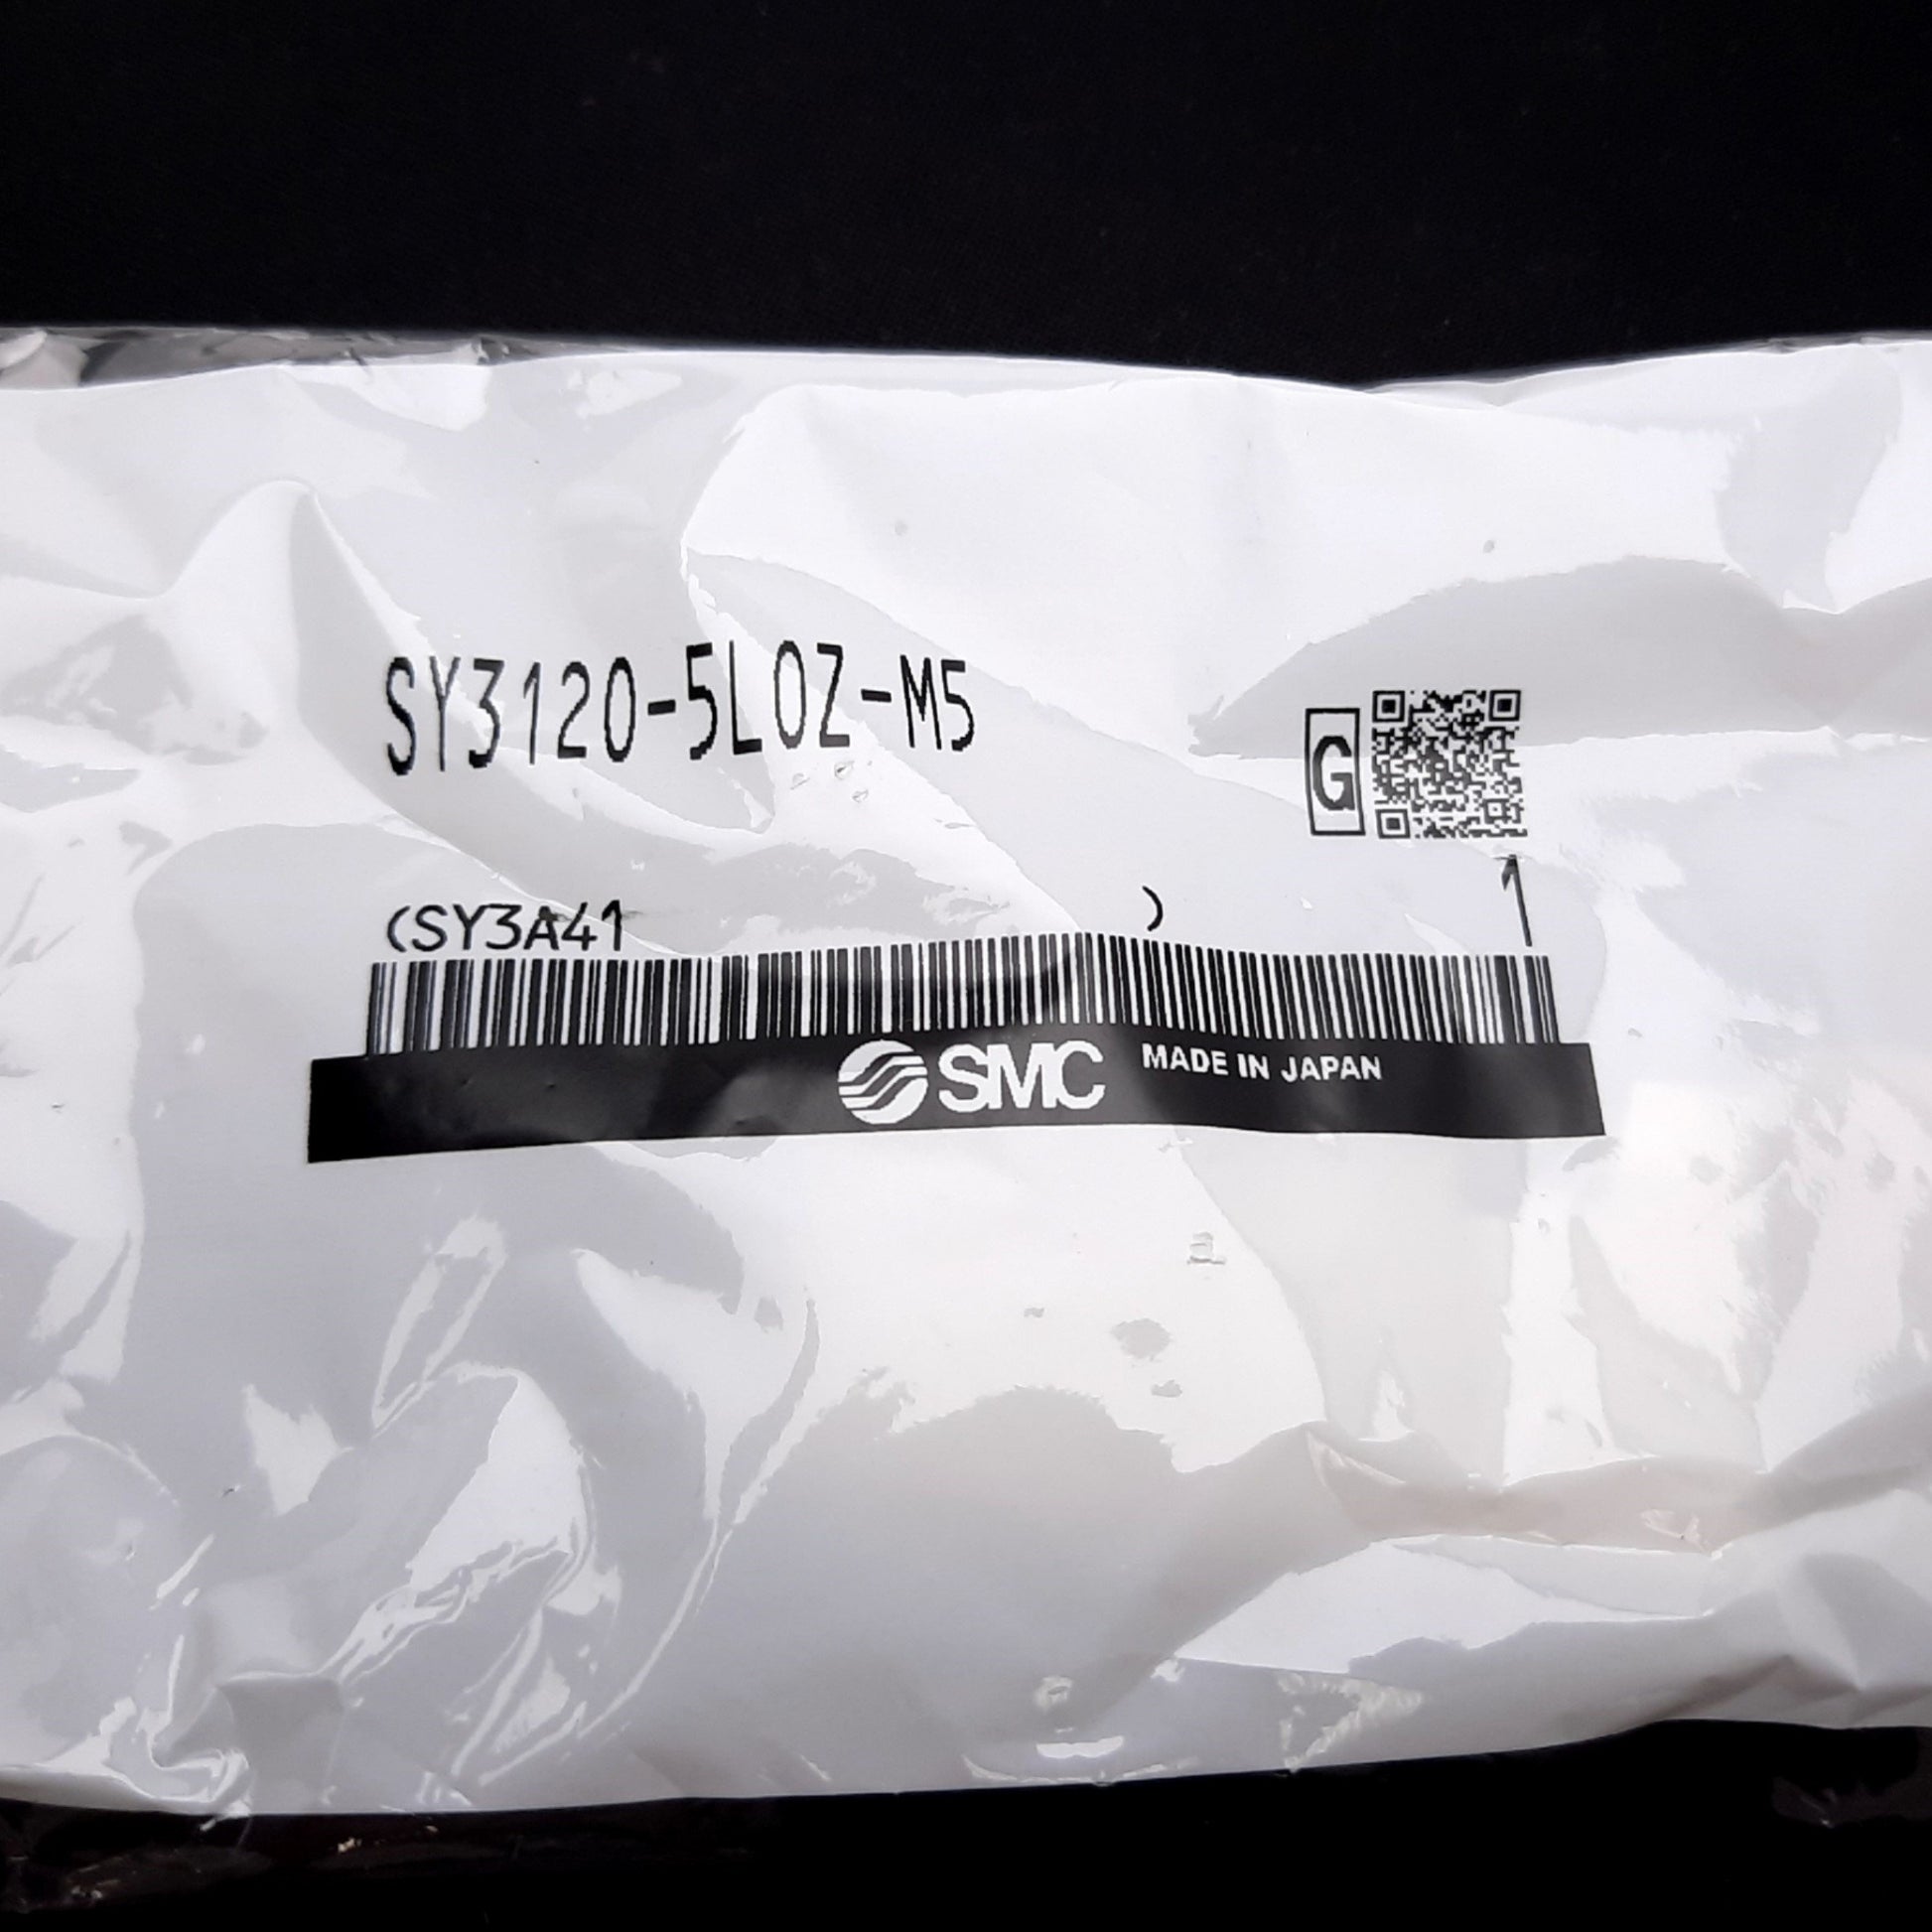 SY3120-5LOZ-M5
G
(SY3A41 )
1
SMC MADE IN JAPAN